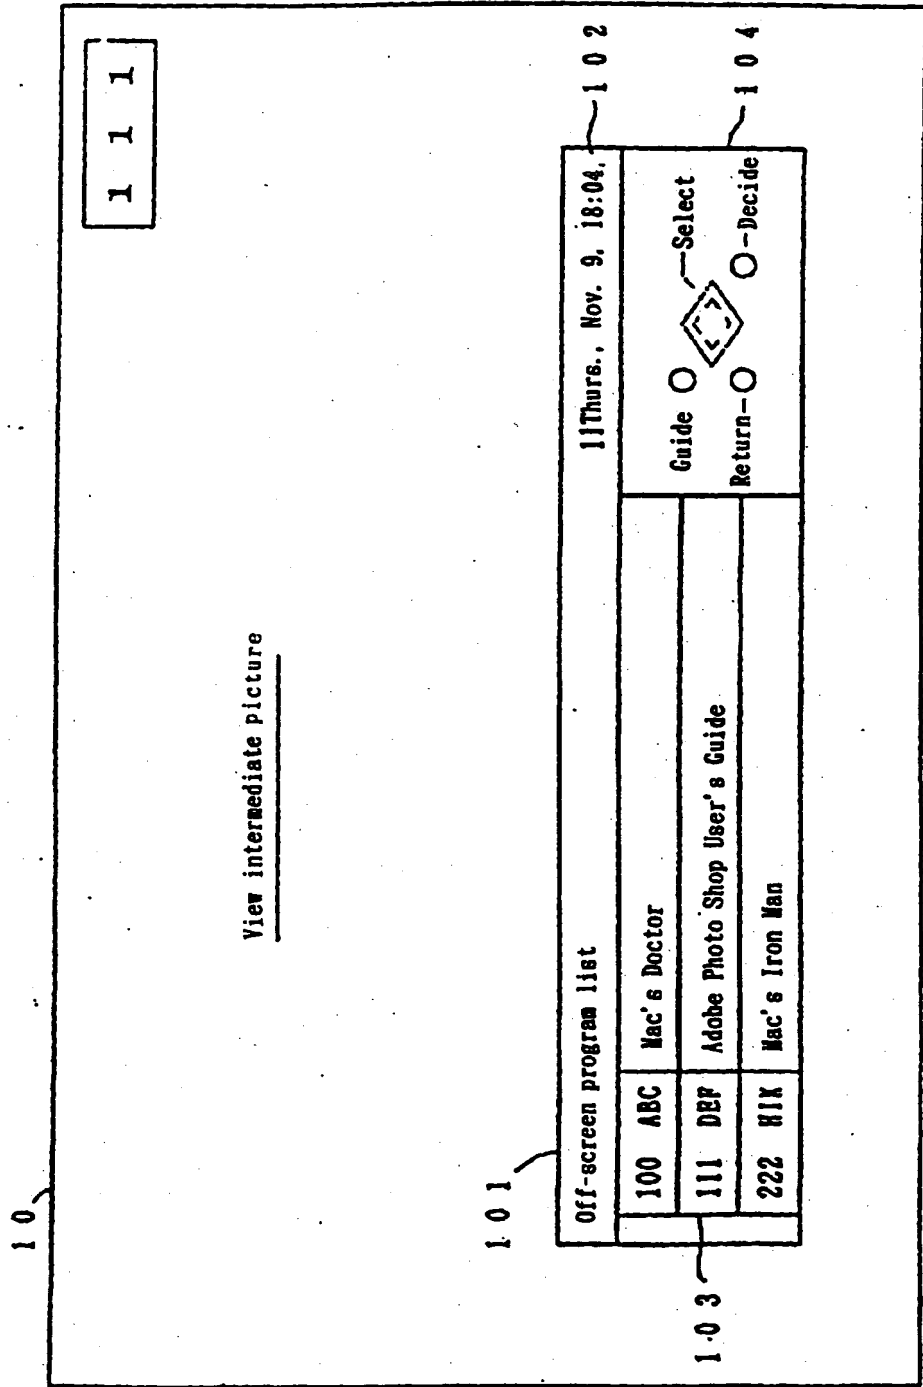 10
111
View intermediate picture
101
102
Off-screen program list
11Thurs., Nov. 9, 18:04.
100 ABC Mac's Doctor
111 DEF Adobe Photo Shop User's Guide
222 HIK Mac's Iron Man
Guide
Select
Return
Decide
103
104